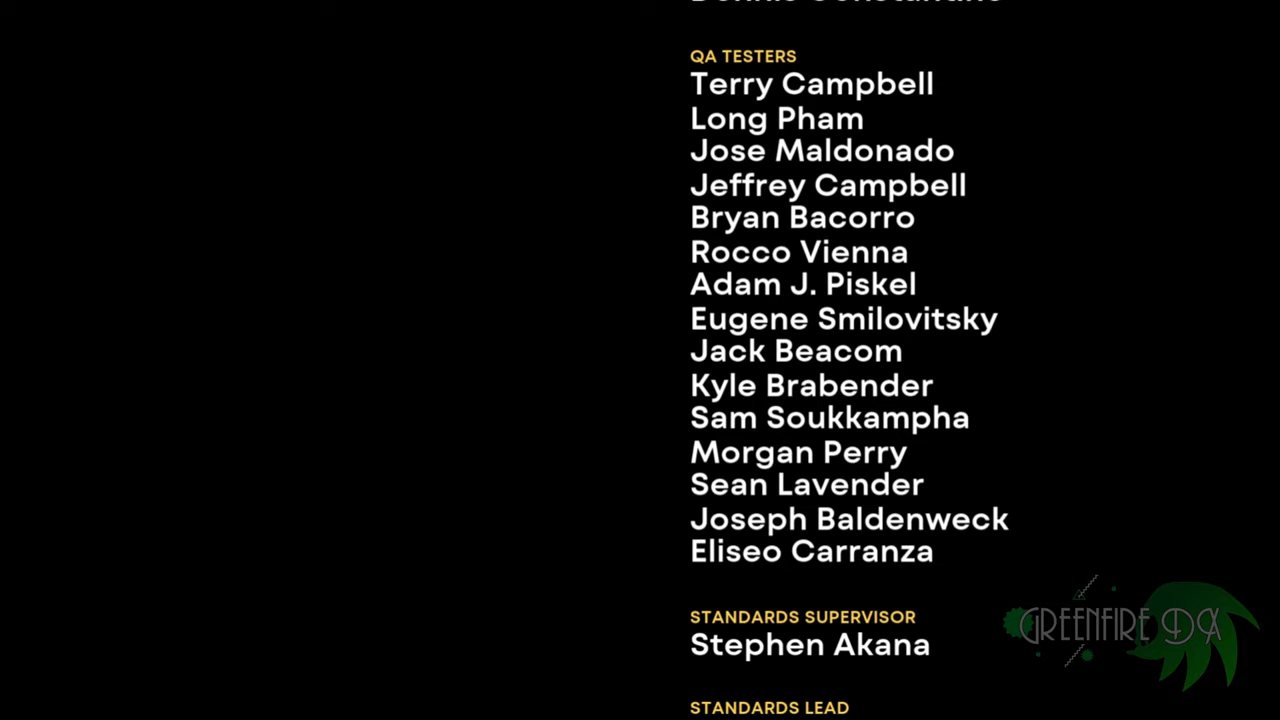 QA TESTERS
Terry Campbell
Long Pham
Jose Maldonado
Jeffrey Campbell
Bryan Bacorro
Rocco Vienna
Adam J. Piskel
Eugene Smilovitsky
Jack Beacom
Kyle Brabender
Sam Soukkampha
Morgan Perry
Sean Lavender
Joseph Baldenweck
Eliseo Carranza
STANDARDS SUPERVISOR
Stephen Akana
GREENFIRE DX
STANDARDS LEAD